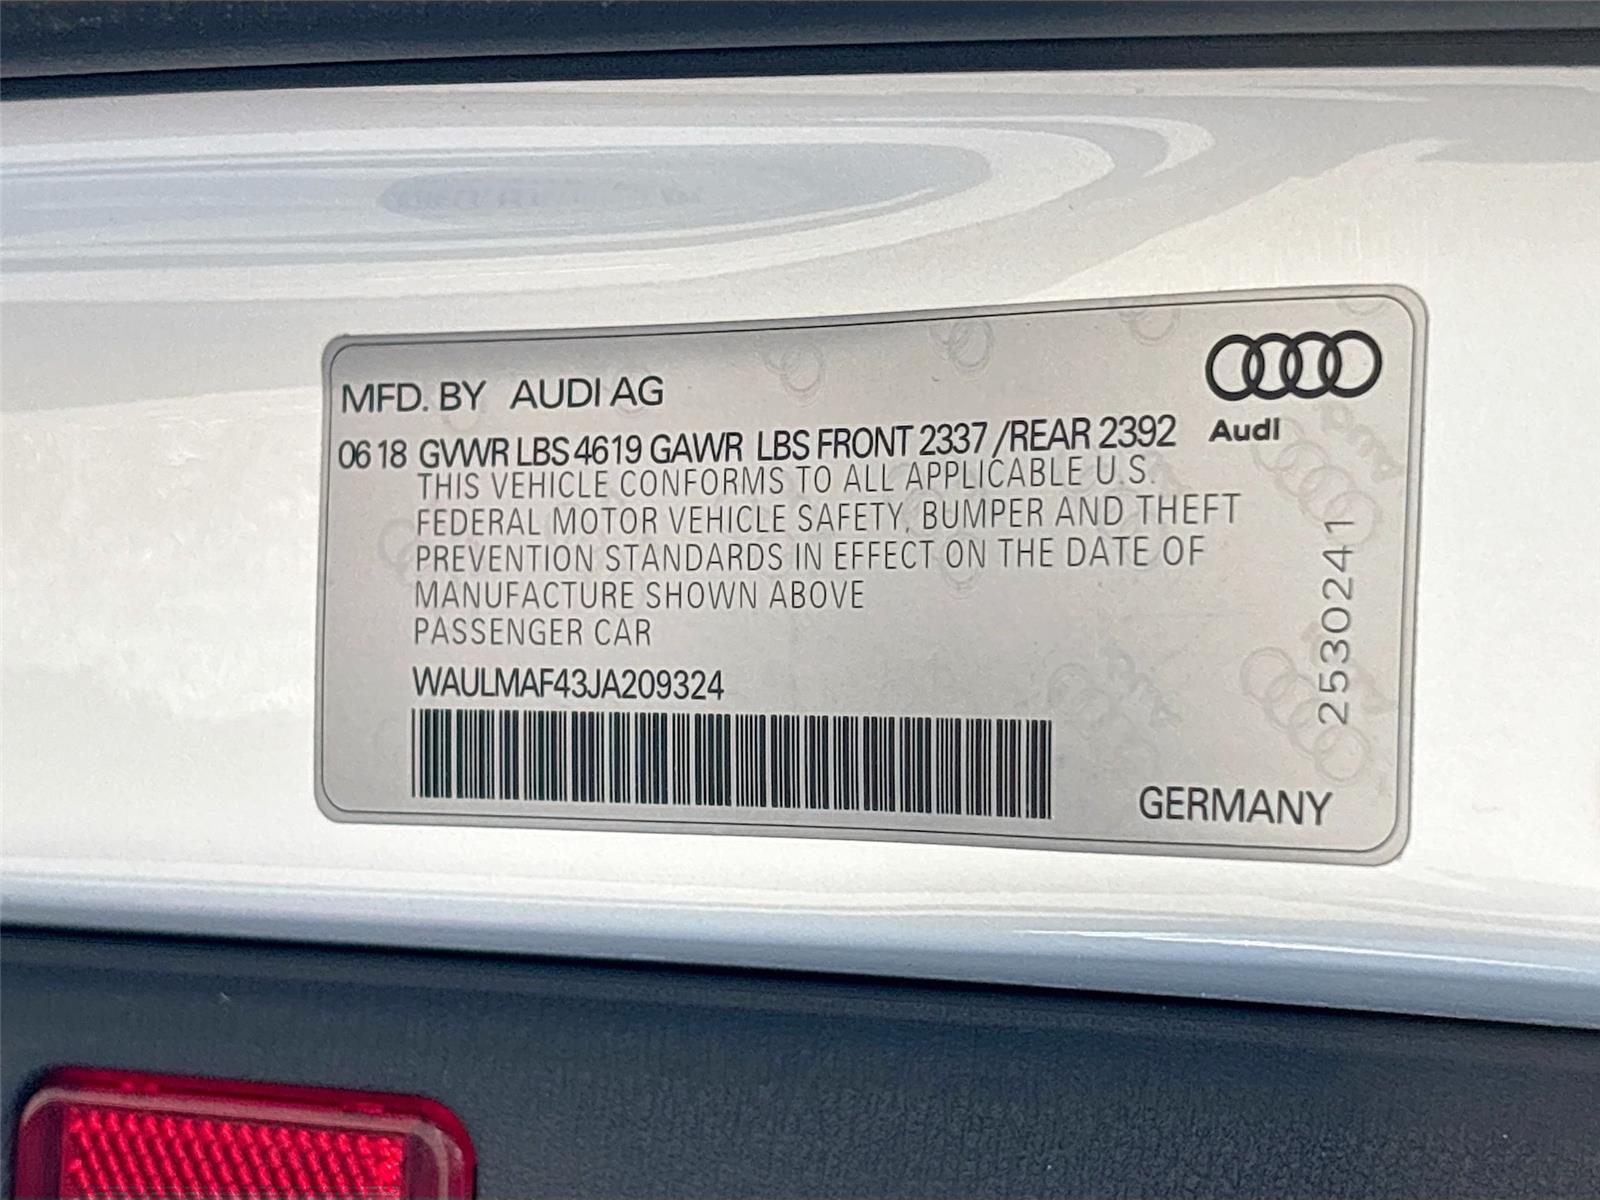 MFD. BY AUDI AG
06 18 GVWR LBS 4619 GAWR LBS FRONT 2337 /REAR 2392
Audi
THIS VEHICLE CONFORMS TO ALL APPLICABLE U.S.
FEDERAL MOTOR VEHICLE SAFETY, BUMPER AND THEFT
PREVENTION STANDARDS IN EFFECT ON THE DATE OF
MANUFACTURE SHOWN ABOVE
PASSENGER CAR
WAULMAF43JA209324
25302411
GERMANY